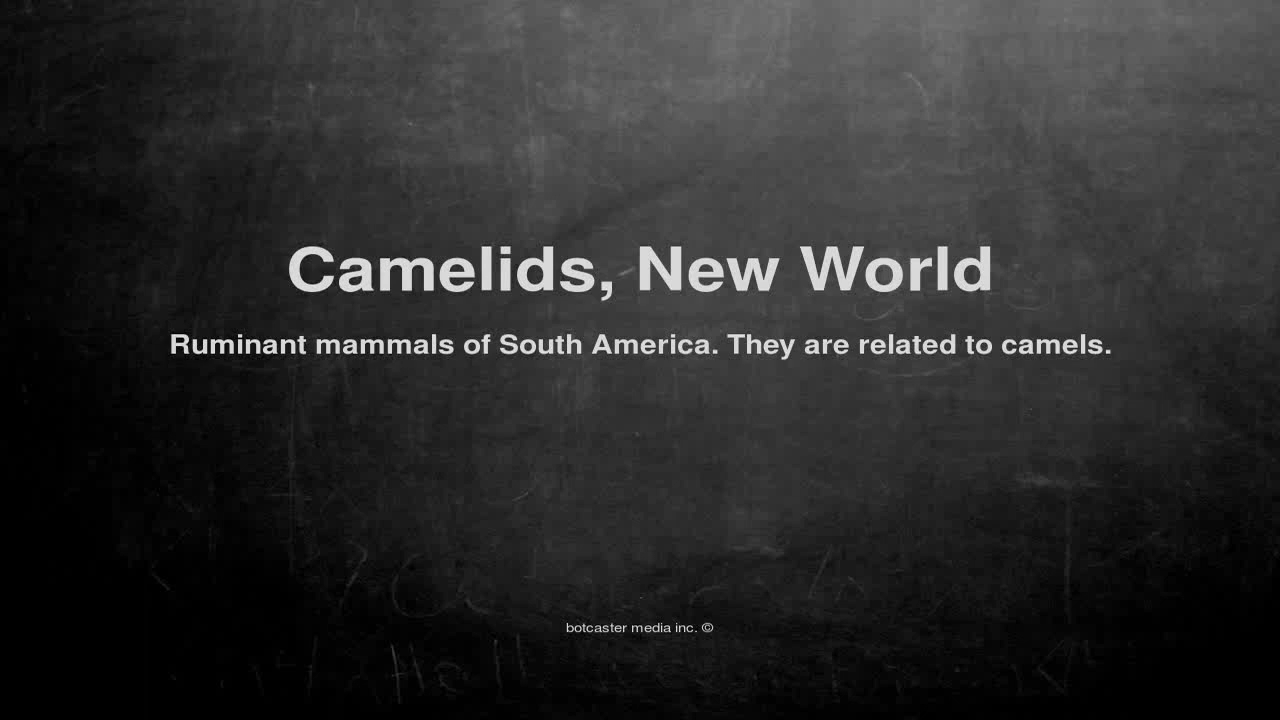 Camelids, New World
Ruminant mammals of South America. They are related to camels.
botcaster media inc. ©